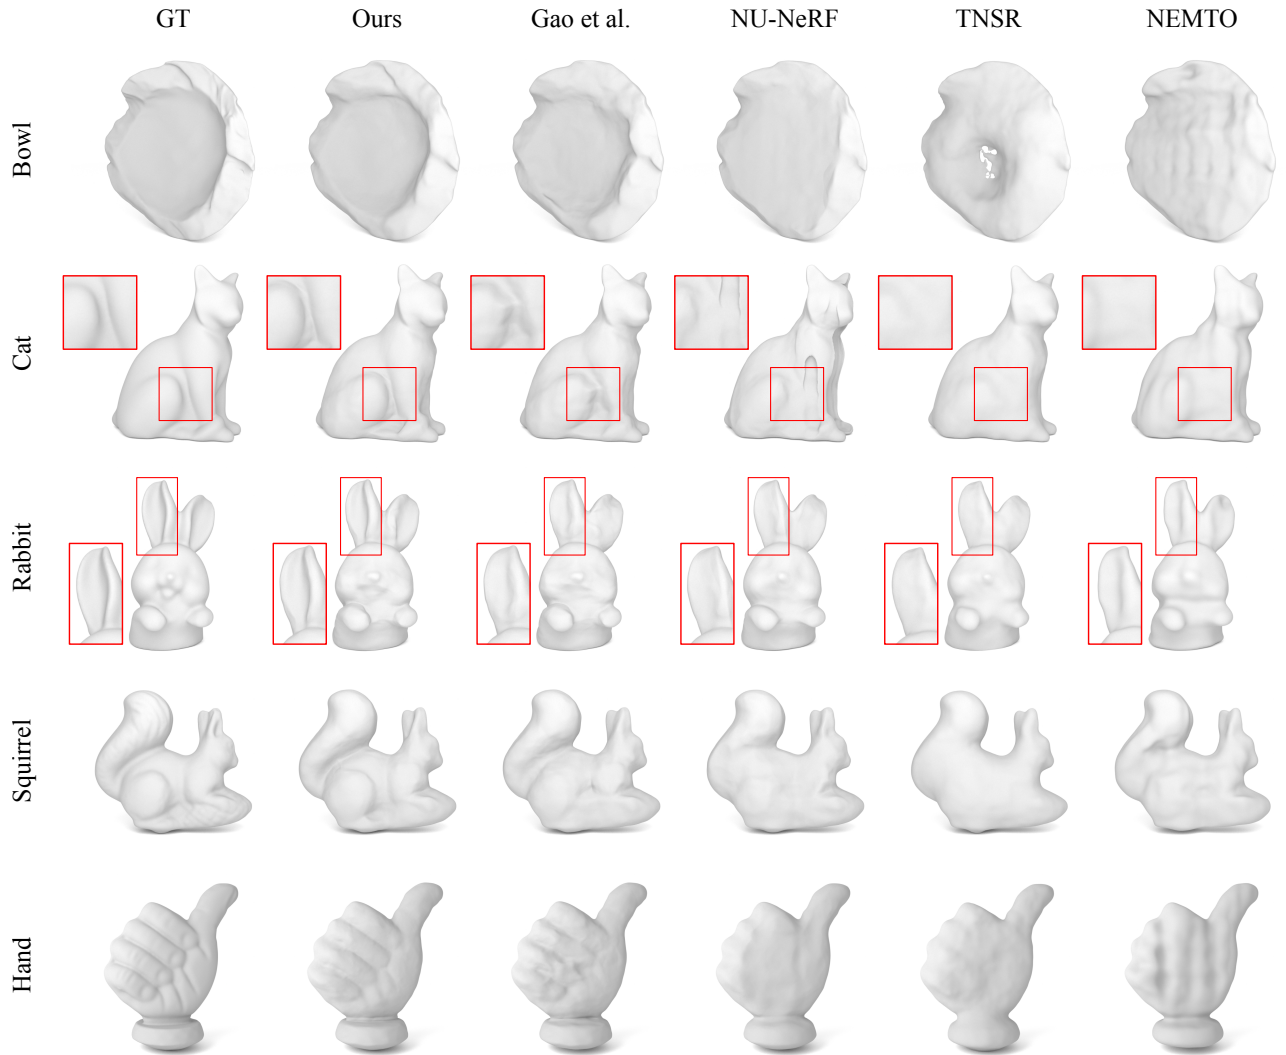 GT Ours Gao et al. NU-NeRF TNSR NEMTO
Bowl
Cat
Rabbit
Squirrel
Hand